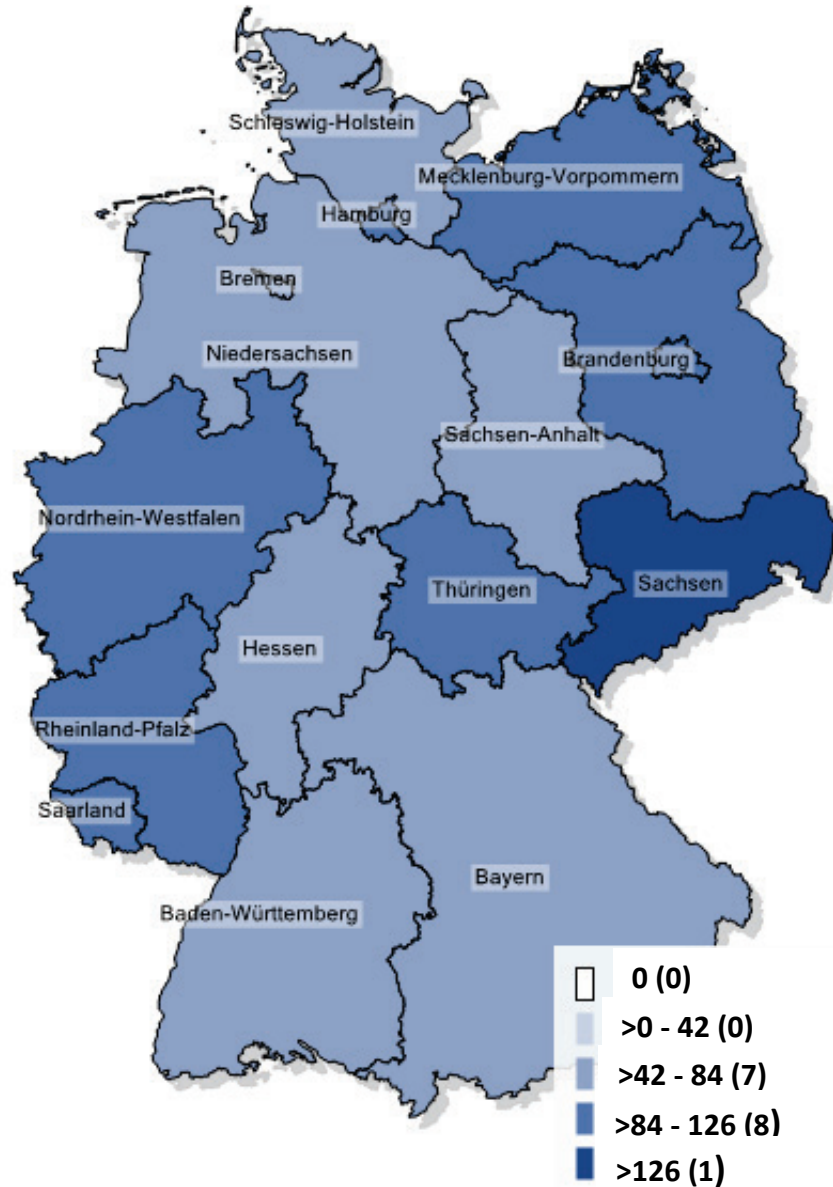 Schleswig-Holstein
Mecklenburg-Vorpommern
Hamburg
Bremen
Niedersachsen
Brandenburg
Sachsen-Anhalt
Nordrhein-Westfalen
Thüringen
Sachsen
Hessen
Rheinland-Pfalz
Saarland
Bayern
Baden-Württemberg
0 (0)
>0 - 42 (0)
>42 - 84 (7)
>84 - 126 (8)
>126 (1)